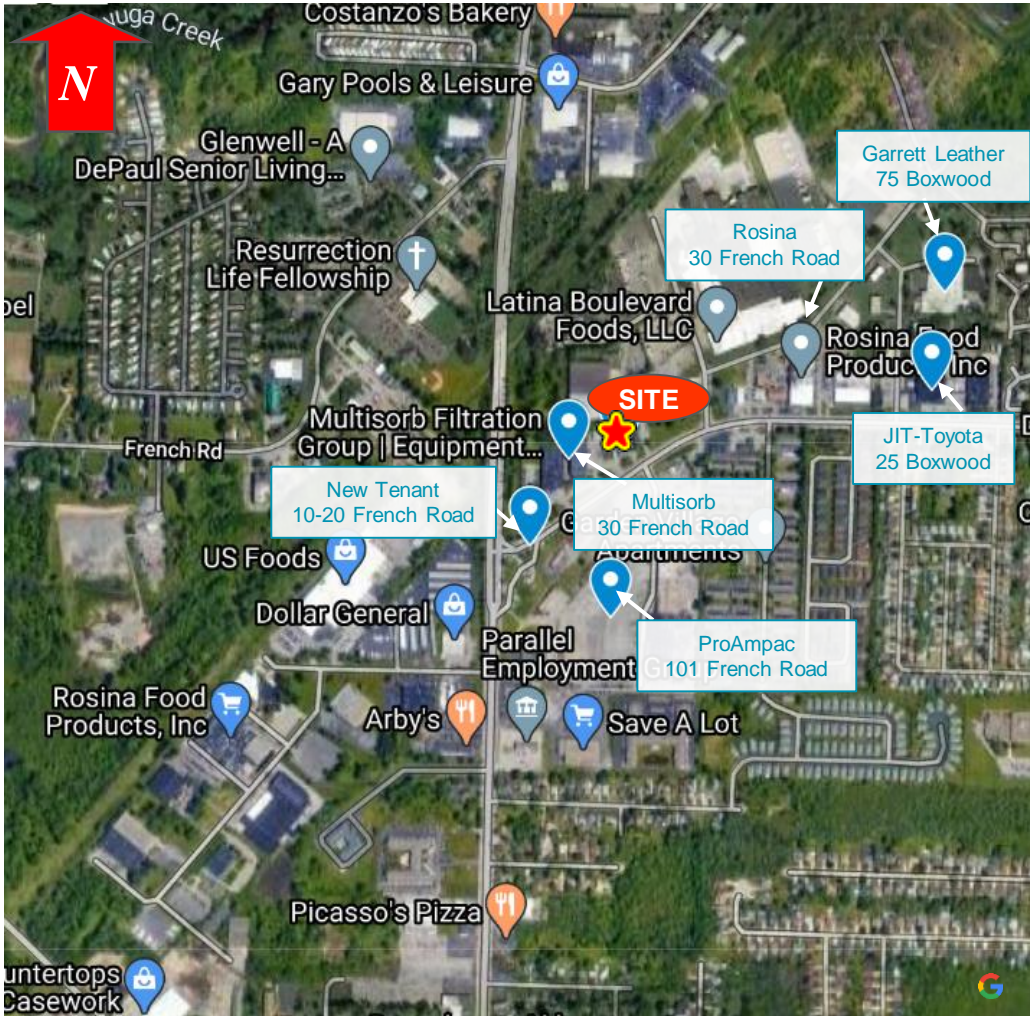 Costanzo's Bakery
uga Creek
N
Gary Pools & Leisure
Glenwell - A
DePaul Senior Living...
Garrett Leather
75 Boxwood
Rosina
30 French Road
Resurrection
Life Fellowship
Latina Boulevard
Foods, LLC
pel
Rosina Food
Products, Inc
SITE
Multisorb Filtration
Group | Equipment...
French Rd
JIT-Toyota
25 Boxwood
New Tenant
10-20 French Road
Multisorb
30 French Road
Apartments
US Foods
Dollar General
ProAmpac
101 French Road
Parallel
Employment Group
Rosina Food
Products, Inc
Arby's
Save A Lot
Picasso's Pizza
untertops
Casework
G